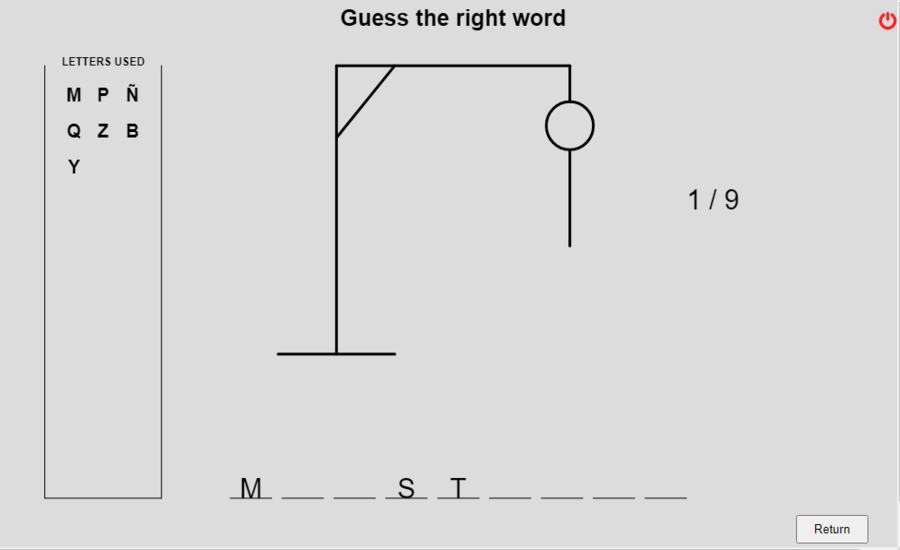 Guess the right word
LETTERS USED
M P Ñ
Q Z B
Y
1 / 9
M _ _ S T _ _ _ _
Return